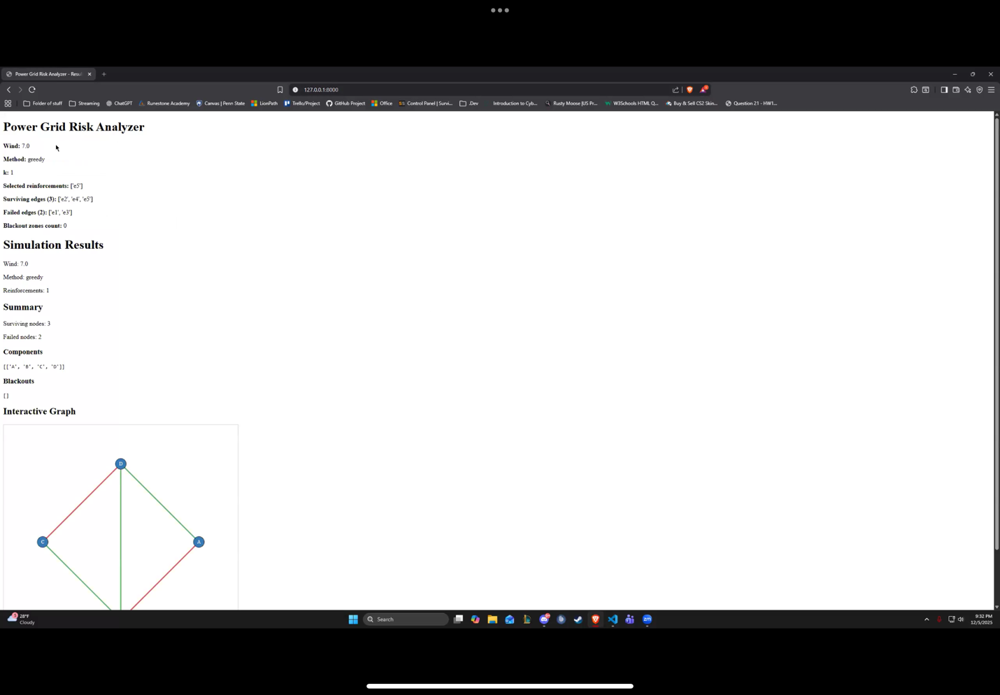 Power Grid Risk Analyzer - Resul
127.0.0.1:8000
Folder of stuff
Streaming
ChatGPT
Runestone Academy
Canvas | Penn State
LionPath
Trello/Project
GitHub Project
Office
Control Panel | Survi...
.Dev
Introduction to Cyb...
Rusty Moose |US Pr...
W3Schools HTML Q...
Buy & Sell CS2 Skin...
Question 21 - HW1...
Power Grid Risk Analyzer
Wind: 7.0
Method: greedy
k: 1
Selected reinforcements: ['e5']
Surviving edges (3): ['e2', 'e4', 'e5']
Failed edges (2): ['e1', 'e3']
Blackout zones count: 0
Simulation Results
Wind: 7.0
Method: greedy
Reinforcements: 1
Summary
Surviving nodes: 3
Failed nodes: 2
Components
[['A', 'B', 'C', 'D']]
Blackouts
[]
Interactive Graph
D
C
A
28°F
Cloudy
Search
zm
9:32 PM
12/5/2025